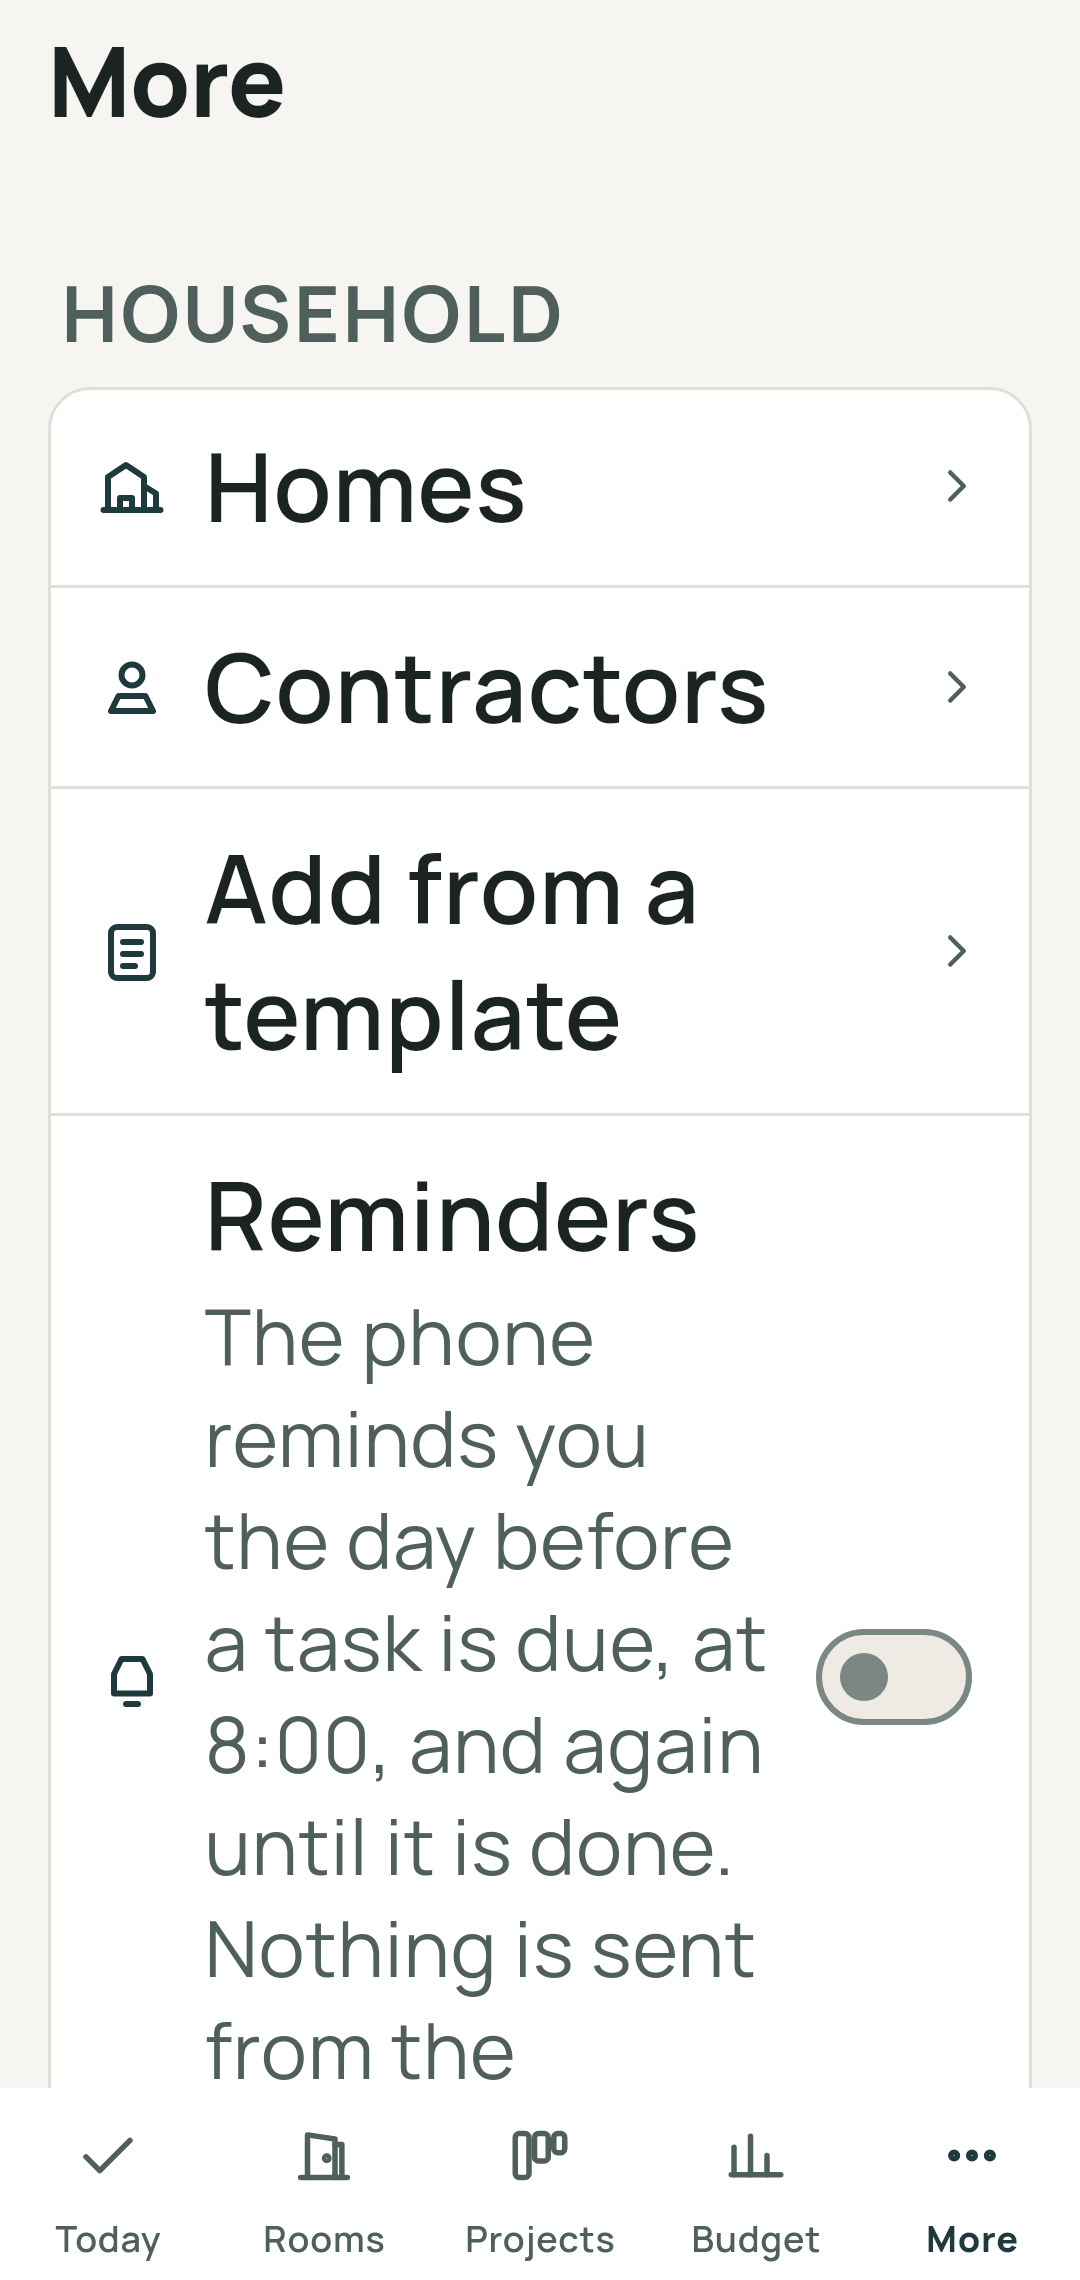 More
HOUSEHOLD
Homes
Contractors
Add from a
template
Reminders
The phone
reminds you
the day before
a task is due, at
8:00, and again
until it is done.
Nothing is sent
from the
Today
Rooms
Projects
Budget
More